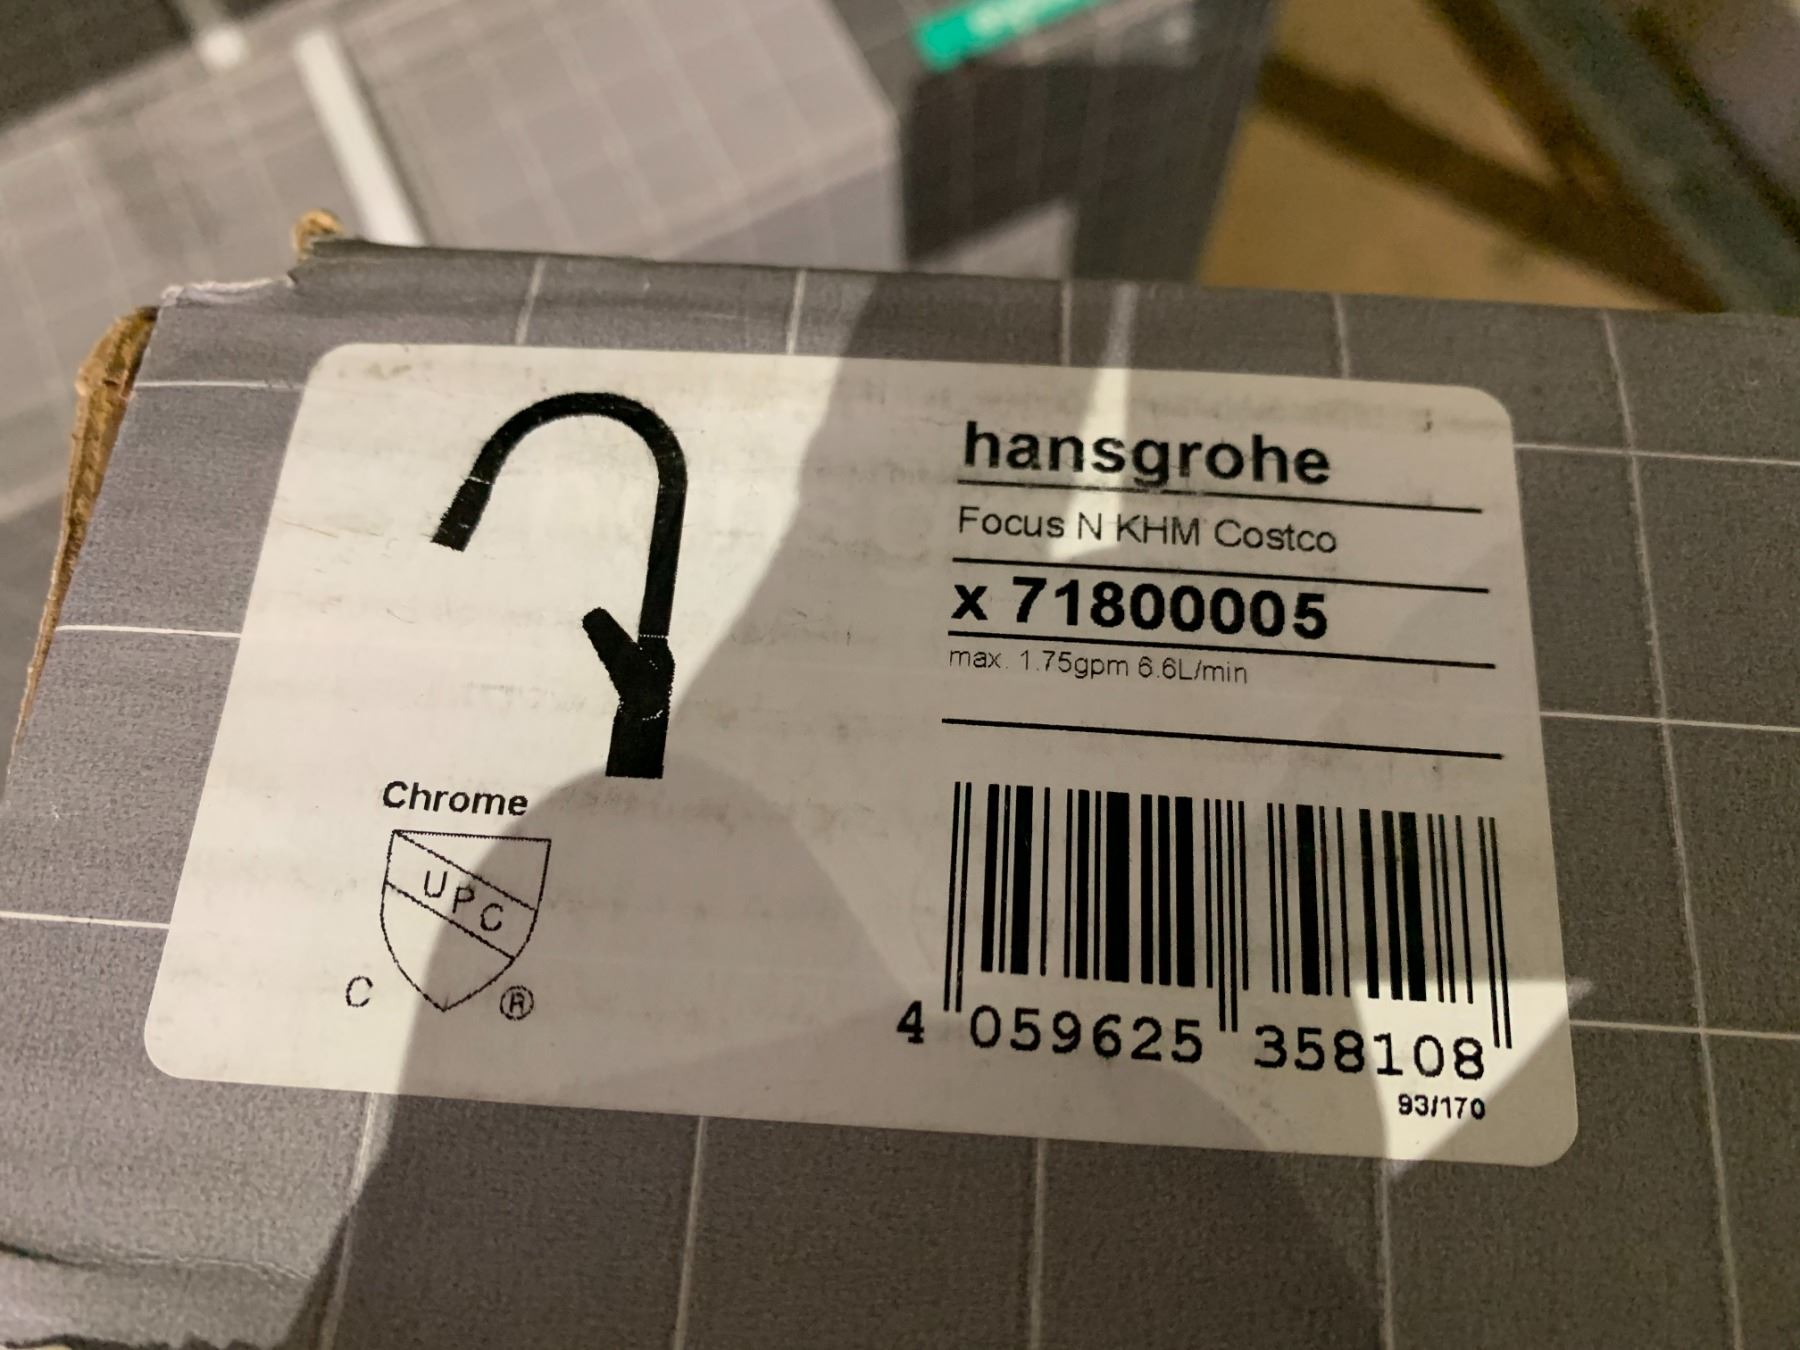 hansgrohe
Focus N KHM Costco
x 71800005
max. 1.75gpm 6.6L/min
Chrome
UPC
C ®
4 059625 358108
93/170